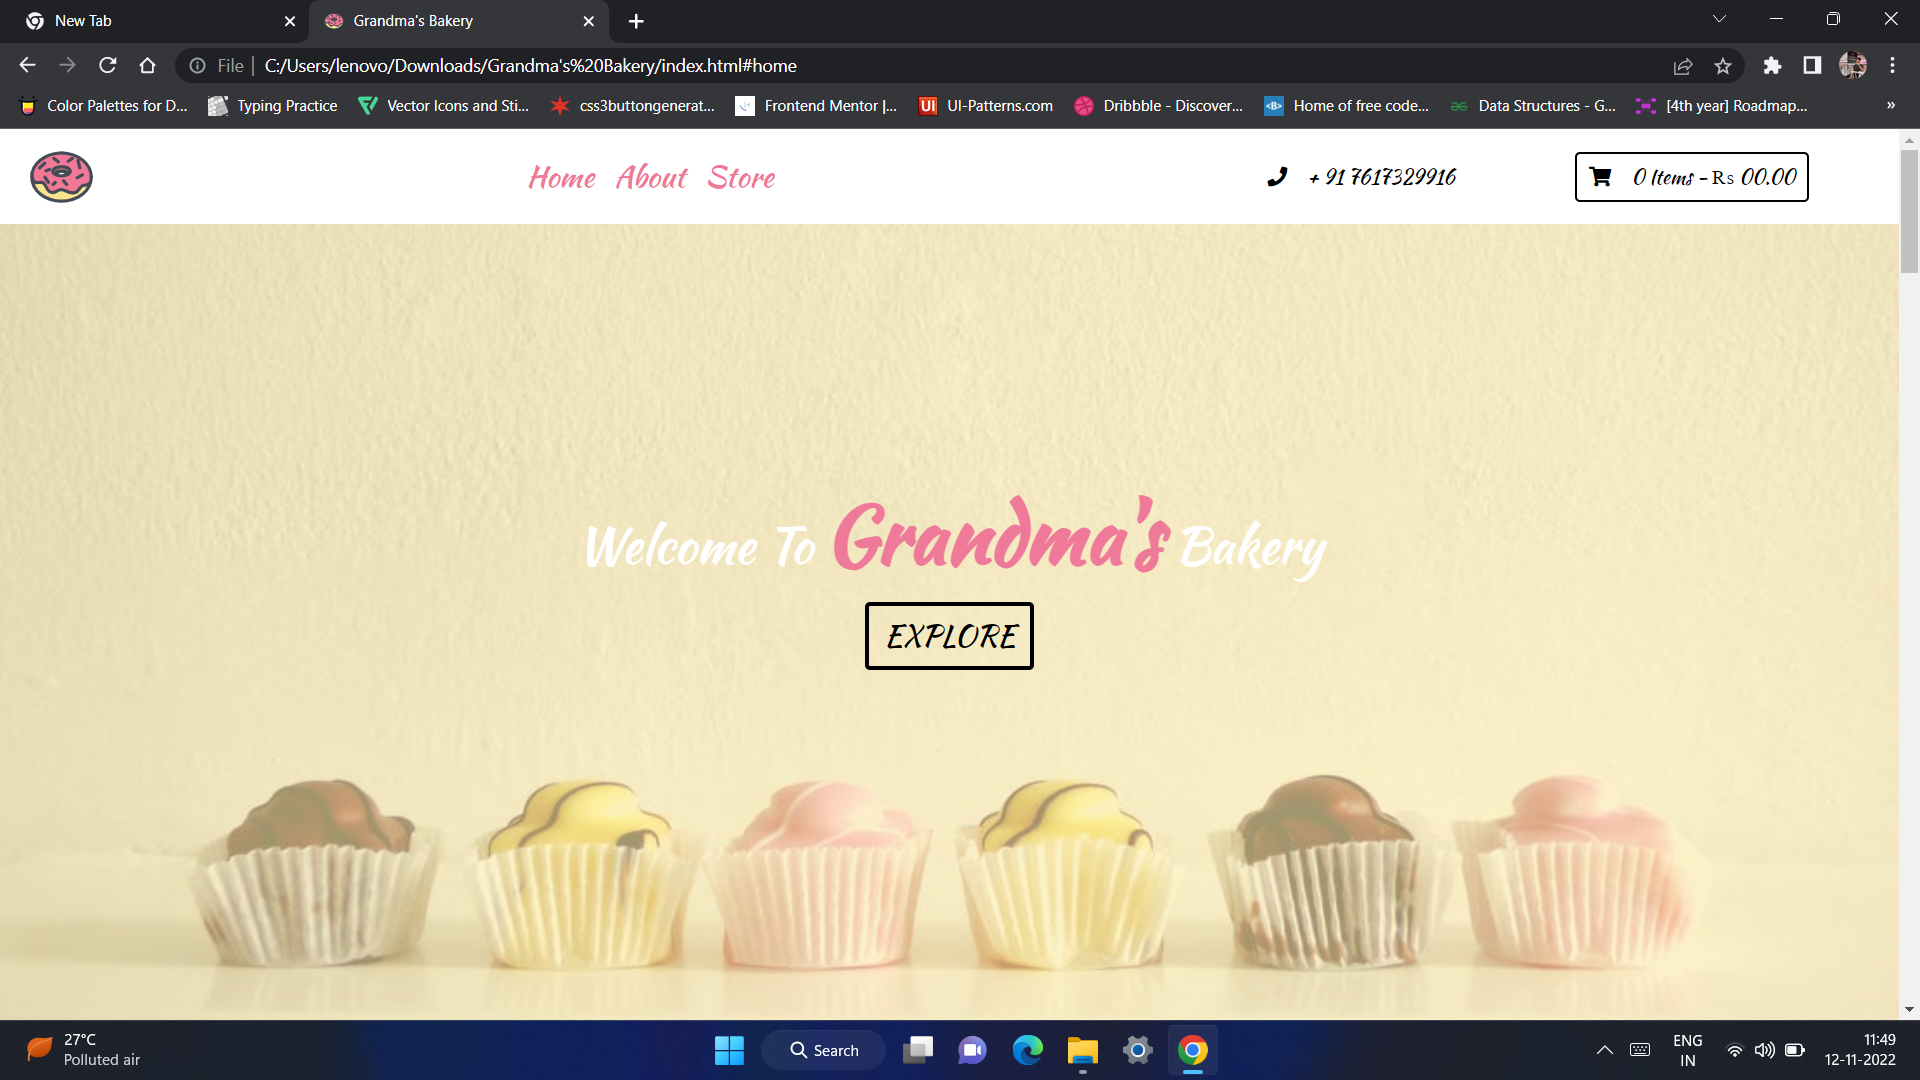 New Tab
Grandma's Bakery
File
C:/Users/lenovo/Downloads/Grandma's%20Bakery/index.html#home
Color Palettes for D...
Typing Practice
Vector Icons and Sti...
css3buttongenerat...
Frontend Mentor |...
UI
UI-Patterns.com
Dribbble - Discover...
<B>
Home of free code...
Data Structures - G...
[4th year] Roadmap...
»
Home About Store
+ 91 7617329916
0 Items - Rs 00.00
Welcome To Grandma's Bakery
EXPLORE
27°C
Polluted air
Search
ENG
IN
11:49
12-11-2022